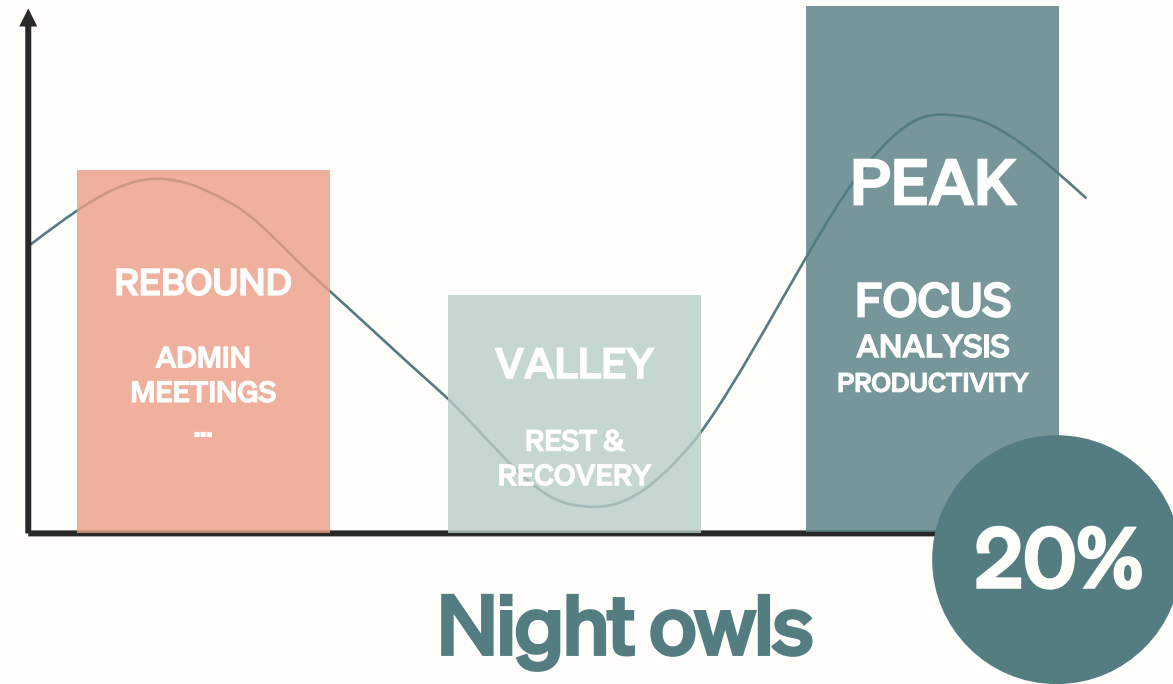 REBOUND
ADMIN
MEETINGS
...
VALLEY
REST &
RECOVERY
PEAK
FOCUS
ANALYSIS
PRODUCTIVITY
20%
Night owls